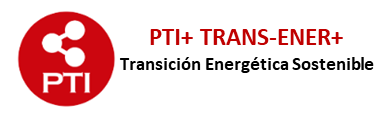 PTI+ TRANS-ENER+
Transición Energética Sostenible
PTI